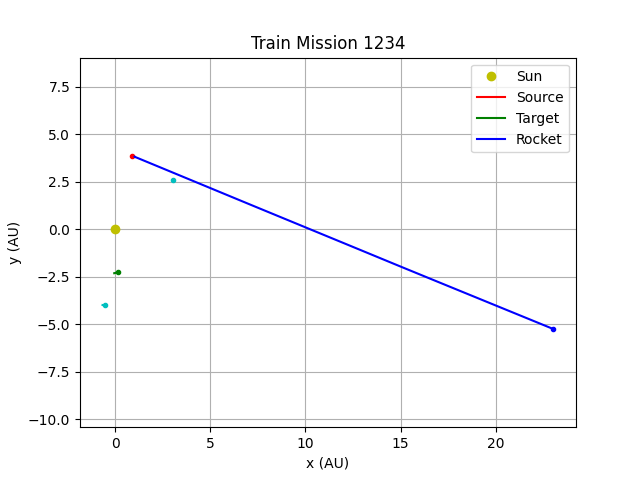 Train Mission 1234
Sun
Source
Target
Rocket
7.5
5.0
2.5
0.0
−2.5
−5.0
−7.5
−10.0
y (AU)
0
5
10
15
20
x (AU)